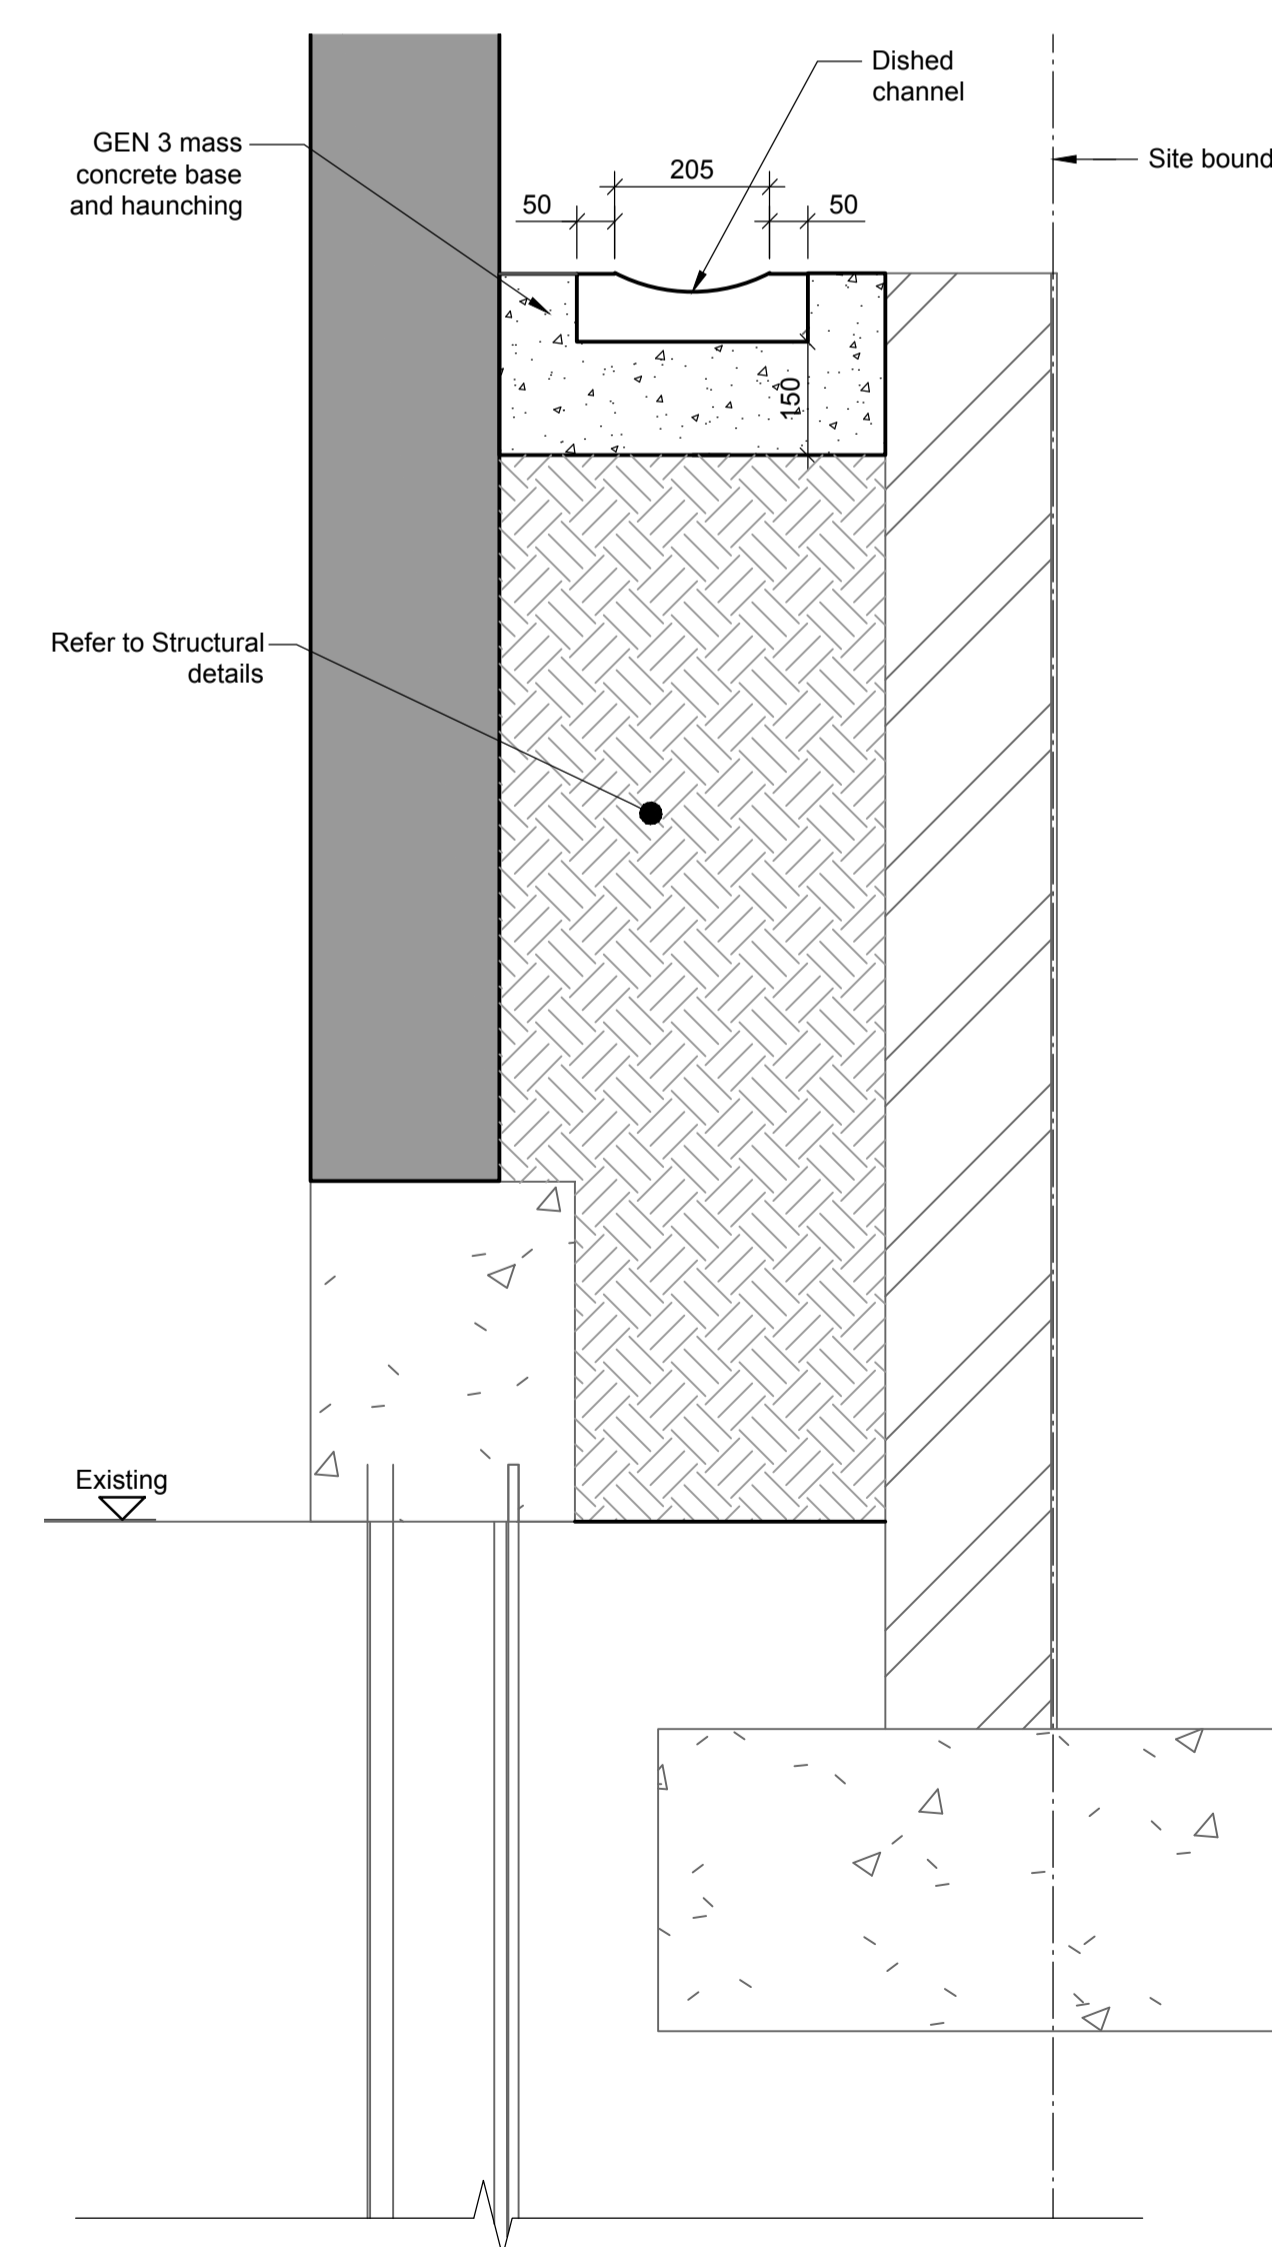 Dished
channel
GEN 3 mass
concrete base
and haunching
Site bound
205
50
50
150
Refer to Structural
details
Existing